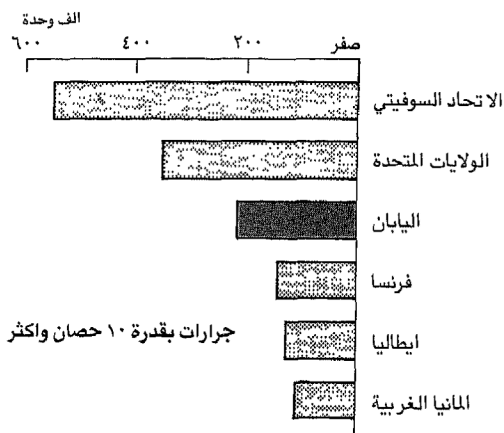 الف وحدة
صفر ٢٠٠ ٤٠٠ ٦٠٠
الاتحاد السوفيتي
الولايات المتحدة
اليابان
فرنسا
ايطاليا
المانيا الغربية
جرارات بقدرة ١٠ حصان واكثر